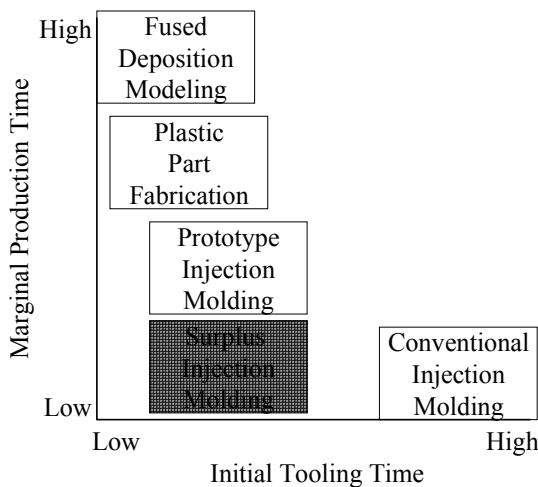 High
Fused
Deposition
Modeling
Plastic
Part
Fabrication
Prototype
Injection
Molding
Surplus
Injection
Molding
Conventional
Injection
Molding
Marginal Production Time
Low
Low
High
Initial Tooling Time